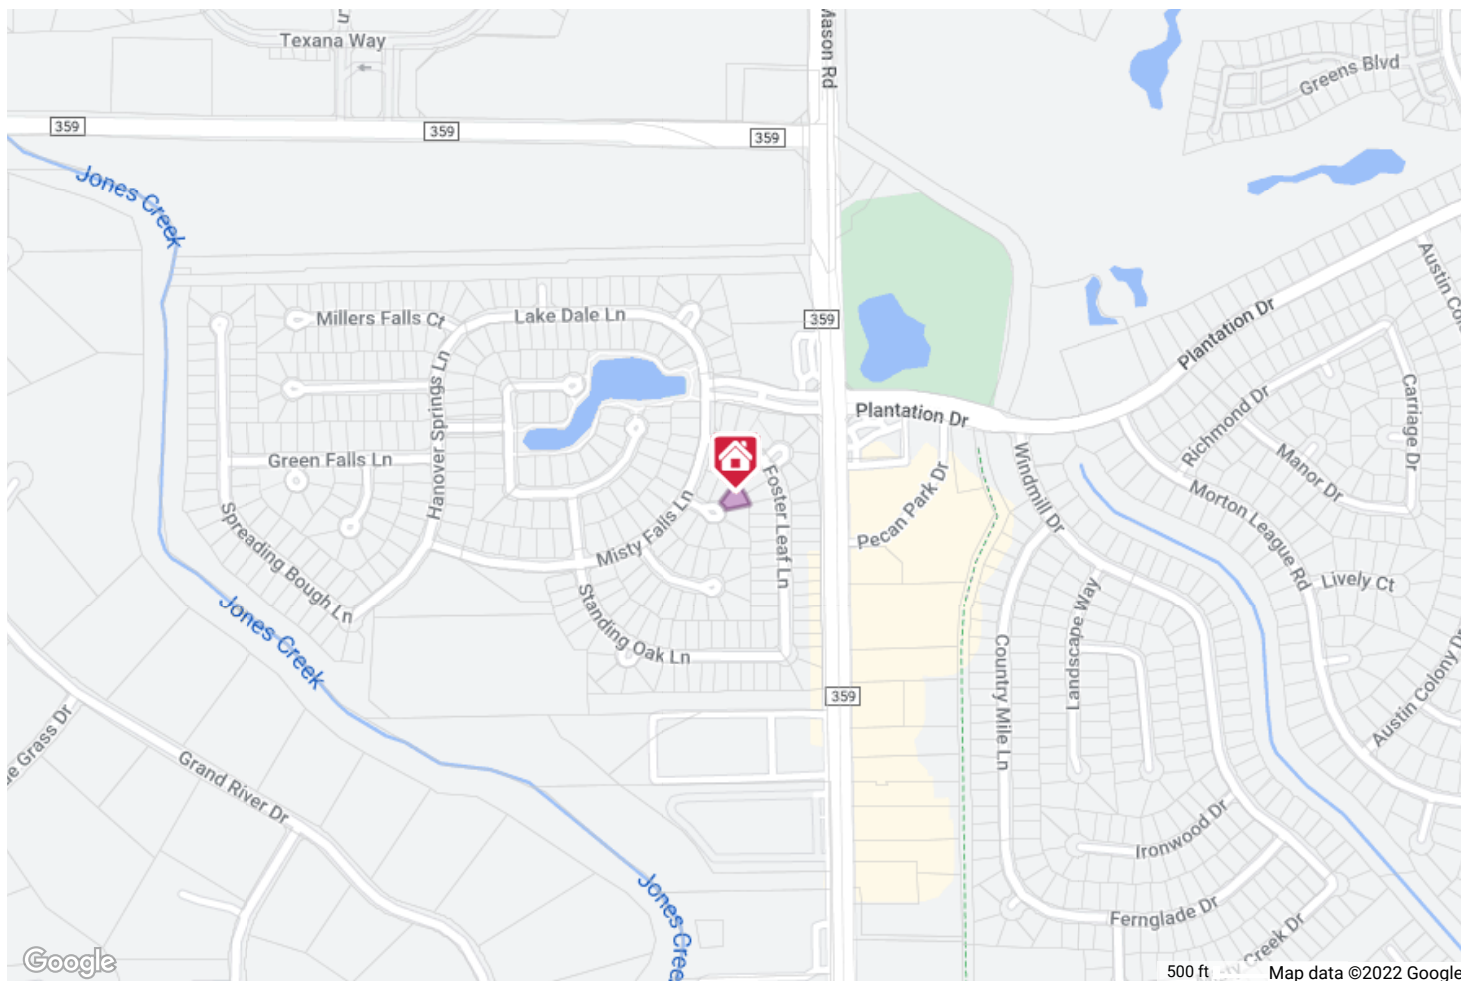 Ln
Texana Way
Mason Rd
Greens Blvd
359
359
359
Jones Creek
Austin Col
Millers Falls Ct
Lake Dale Ln
359
Plantation Dr
Hanover Springs Ln
Plantation Dr
Richmond Dr
Carriage Dr
Green Falls Ln
Foster Leaf Ln
Windmill Dr
Manor Dr
Pecan Park Dr
Morton League Rd
Spreading Bough Ln
Misty Falls Ln
Lively Ct
Jones Creek
Standing Oak Ln
Landscape Way
Country Mile Ln
359
Austin Colony Dr
Grass Dr
Grand River Dr
Ironwood Dr
Jones Cree
Fernglade Dr
Creek Dr
Google
500 ft
Map data ©2022 Google